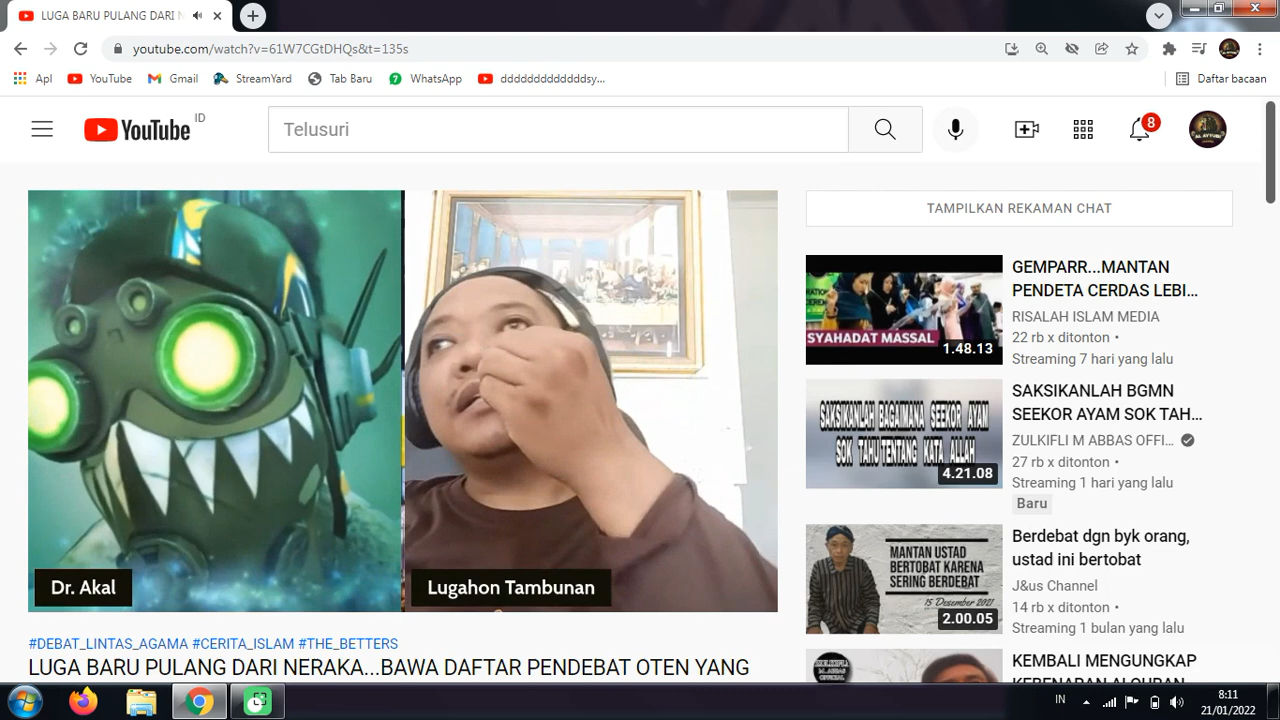 LUGA BARU PULANG DARI N
youtube.com/watch?v=61W7CGtDHQs&t=135s
Apl
YouTube
Gmail
StreamYard
Tab Baru
WhatsApp
dddddddddddddsy...
Daftar bacaan
YouTube ID
Telusuri
8
AL AYYUBI
Dr. Akal
Lugahon Tambunan
#DEBAT_LINTAS_AGAMA #CERITA_ISLAM #THE_BETTERS
LUGA BARU PULANG DARI NERAKA...BAWA DAFTAR PENDEBAT OTEN YANG
TAMPILKAN REKAMAN CHAT
SYAHADAT MASSAL
1.48.13
GEMPARR...MANTAN
PENDETA CERDAS LEBI...
RISALAH ISLAM MEDIA
22 rb x ditonton •
Streaming 7 hari yang lalu
SAKSIKANLAH BAGAIMANA SEEKOR AYAM
SOK TAHU TENTANG KATA ALLAH
4.21.08
SAKSIKANLAH BGMN
SEEKOR AYAM SOK TAH...
ZULKIFLI M ABBAS OFFI...
27 rb x ditonton •
Streaming 1 hari yang lalu
Baru
MANTAN USTAD
BERTOBAT KARENA
SERING BERDEBAT
15 Desember 2021
2.00.05
Berdebat dgn byk orang,
ustad ini bertobat
J&us Channel
14 rb x ditonton •
Streaming 1 bulan yang lalu
KEMBALI MENGUNGKAP
KEBENARAN ALQURAN
IN
8:11
21/01/2022